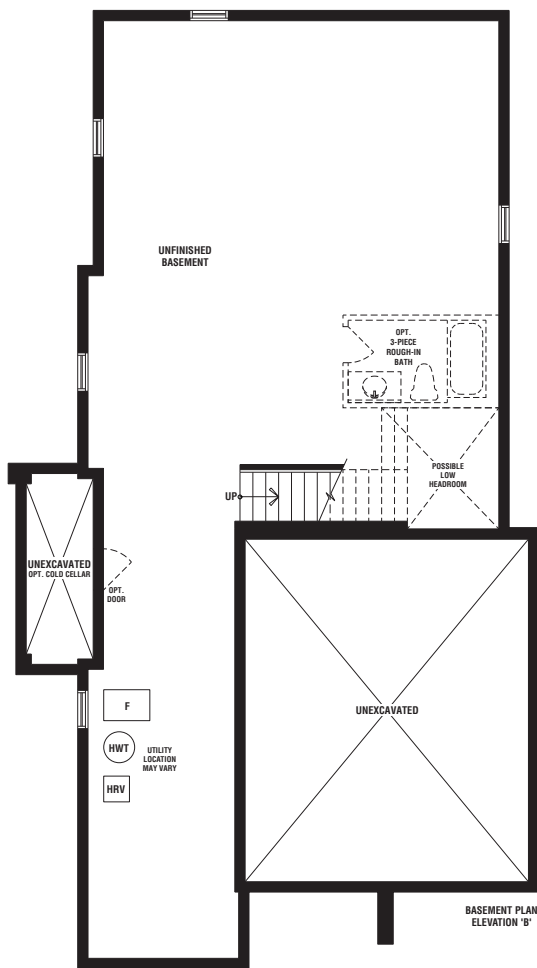 UNFINISHED
BASEMENT
OPT.
3-PIECE
ROUGH-IN
BATH
POSSIBLE
LOW
HEADROOM
UP
UNEXCAVATED
OPT. COLD CELLAR
OPT.
DOOR
UNEXCAVATED
F
HWT
UTILITY
LOCATION
MAY VARY
HRV
BASEMENT PLAN
ELEVATION 'B'